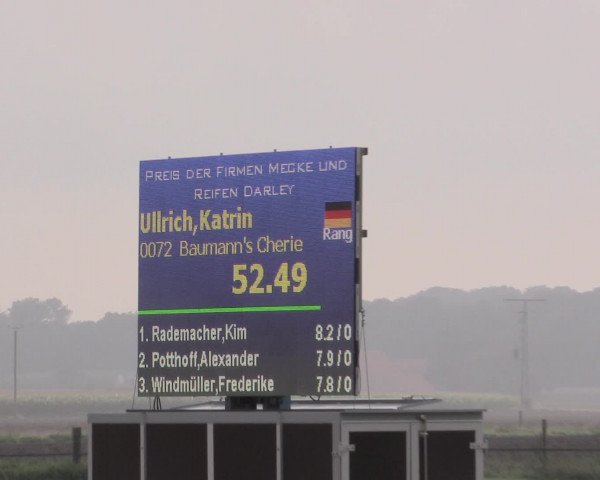 Preis der Firmen Mecke und
Reifen Darley
Ullrich,Katrin
Rang
0072 Baumann's Cherie
52.49
1. Rademacher,Kim 8.2/0
2. Potthoff,Alexander 7.9/0
3. Windmüller,Frederike 7.8/0